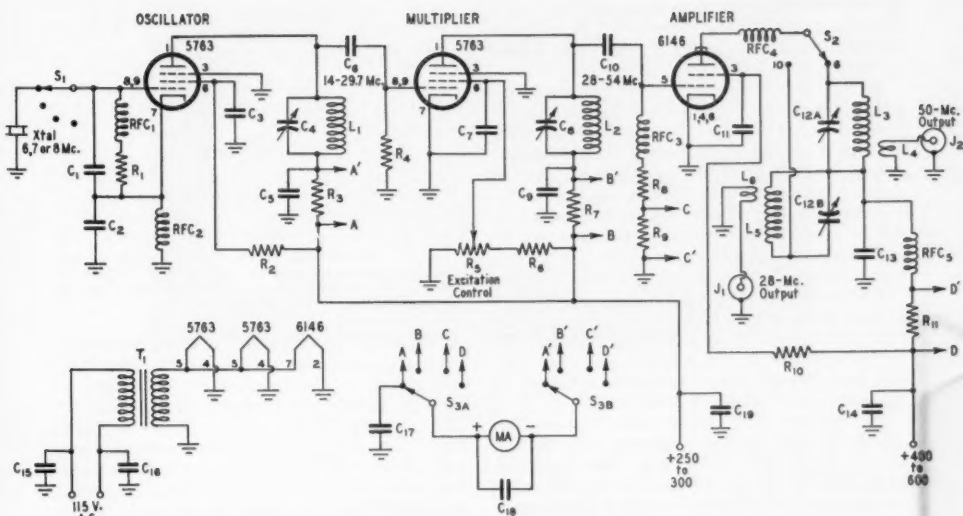 OSCILLATOR
MULTIPLIER
AMPLIFIER
5763
5763
6146
S1
Xtal
6,7 or 8 Mc.
8,9
1
3
6
7
RFC1
R1
C1
C2
RFC2
C3
C4
L1
C5
R3
A'
A
R2
C6
14-29.7 Mc.
R4
8,9
1
3
6
7
C7
C8
L2
C9
B'
R7
B
R5
R6
Excitation
Control
C10
28-54 Mc.
RFC3
R8
C
R9
C'
5
3
1,4,6
C11
RFC4
S2
10
6
C12A
L3
50-Mc.
Output
J2
L4
L6
L5
C12B
C13
RFC5
J1
28-Mc.
Output
D'
R11
D
R10
C14
+400
to
600
C19
+250
to
300
T1
5763
5763
6146
5
4
5
4
7
2
C15
C16
115 V.
A
B
C
D
S3A
C17
+
MA
-
C18
A'
B'
C'
D'
S3B